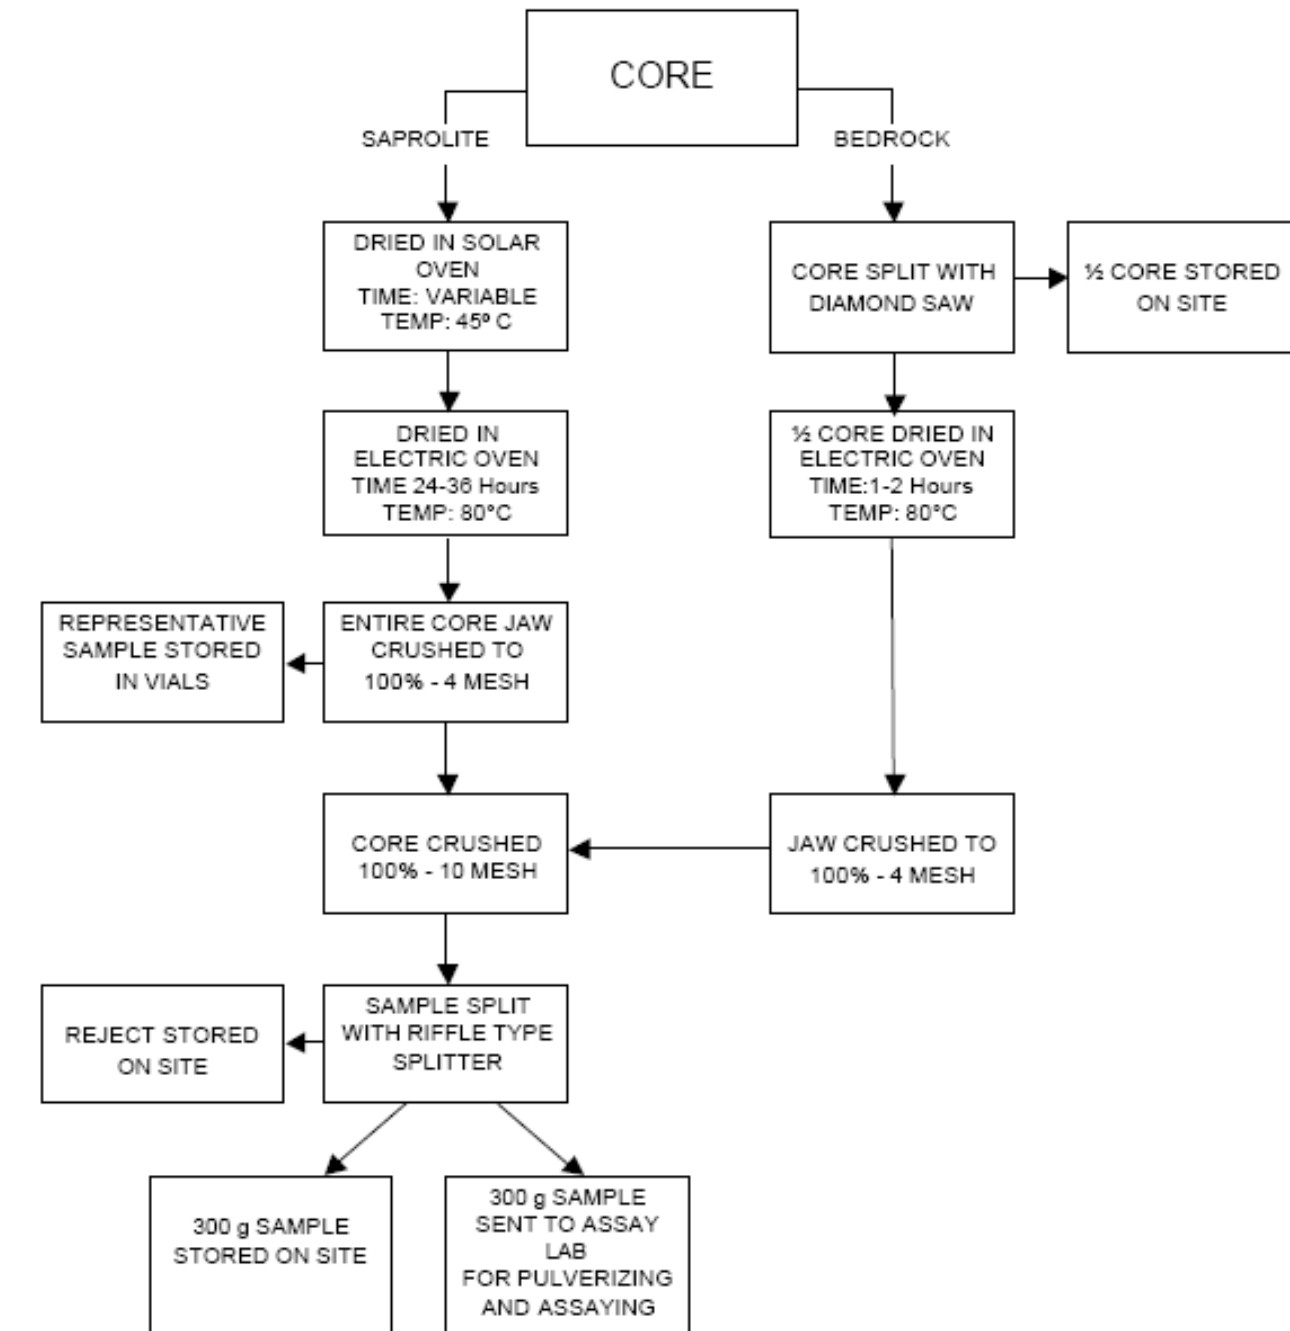 CORE
SAPROLITE
BEDROCK
DRIED IN SOLAR
OVEN
TIME: VARIABLE
TEMP: 45º C
CORE SPLIT WITH
DIAMOND SAW
½ CORE STORED
ON SITE
DRIED IN
ELECTRIC OVEN
TIME 24-36 Hours
TEMP: 80°C
½ CORE DRIED IN
ELECTRIC OVEN
TIME:1-2 Hours
TEMP: 80°C
REPRESENTATIVE
SAMPLE STORED
IN VIALS
ENTIRE CORE JAW
CRUSHED TO
100% - 4 MESH
CORE CRUSHED
100% - 10 MESH
JAW CRUSHED TO
100% - 4 MESH
REJECT STORED
ON SITE
SAMPLE SPLIT
WITH RIFFLE TYPE
SPLITTER
300 g SAMPLE
STORED ON SITE
300 g SAMPLE
SENT TO ASSAY
LAB
FOR PULVERIZING
AND ASSAYING